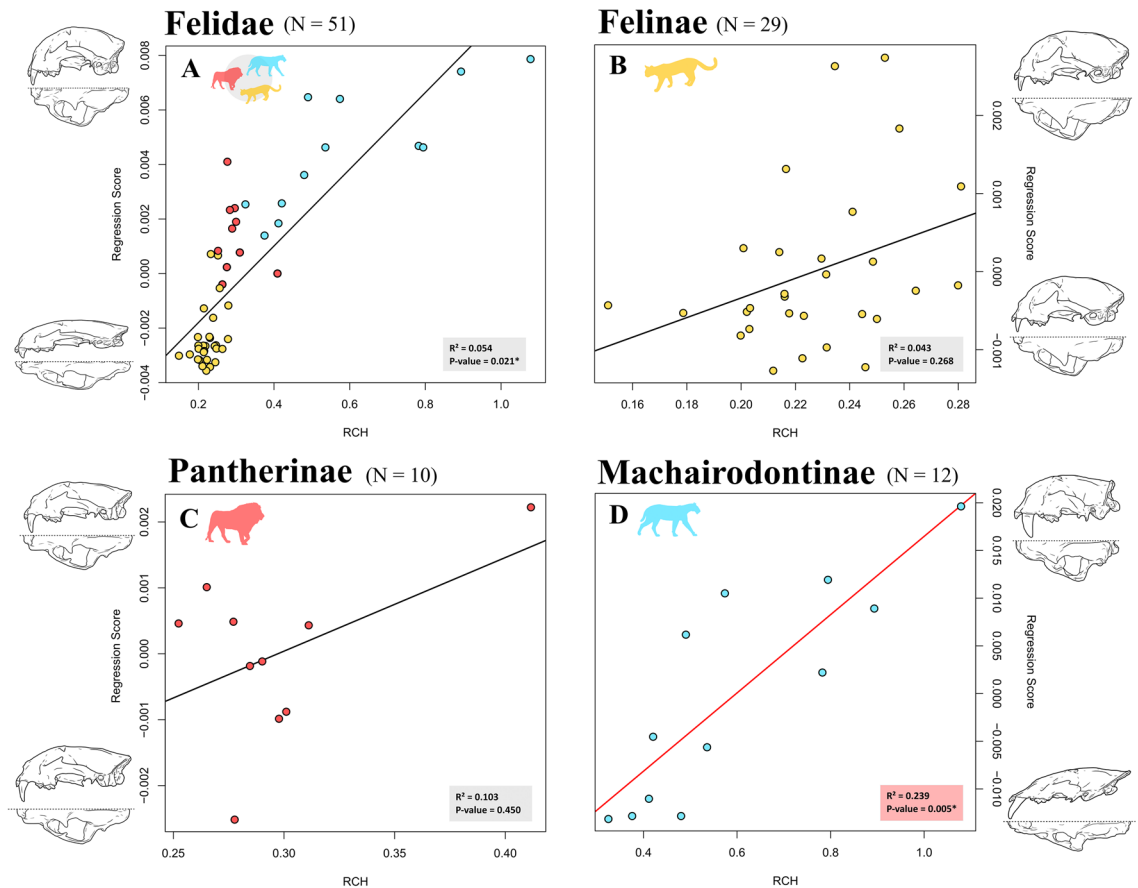 Felidae (N = 51)
A
0.008
0.006
0.004
0.002
0.000
−0.002
−0.004
Regression Score
R² = 0.054
P-value = 0.021*
0.2 0.4 0.6 0.8 1.0
RCH
Felinae (N = 29)
B
0.002
0.001
0.000
−0.001
Regression Score
R² = 0.043
P-value = 0.268
0.16 0.18 0.20 0.22 0.24 0.26 0.28
RCH
Pantherinae (N = 10)
C
0.002
0.001
0.000
−0.001
−0.002
Regression Score
R² = 0.103
P-value = 0.450
0.25 0.30 0.35 0.40
RCH
Machairodontinae (N = 12)
D
0.020
0.015
0.010
0.005
0.000
−0.005
−0.010
Regression Score
R² = 0.239
P-value = 0.005*
0.4 0.6 0.8 1.0
RCH